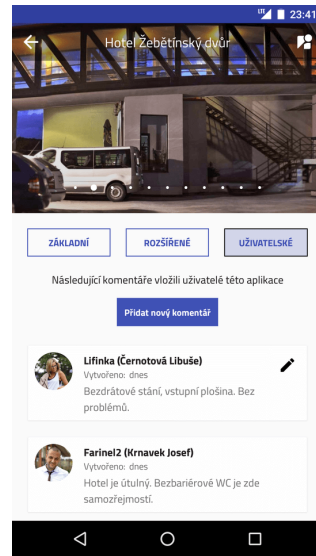 LTE 23:41
Hotel Žebětínský dvůr
ZÁKLADNÍ ROZŠÍŘENÉ UŽIVATELSKÉ
Následující komentáře vložili uživatelé této aplikace
Přidat nový komentář
Lifinka (Černotová Libuše)
Vytvořeno: dnes
Bezdrátové stání, vstupní plošina. Bez
problémů.
Farinel2 (Krnavek Josef)
Vytvořeno: dnes
Hotel je útulný. Bezbariérové WC je zde
samozřejmostí.